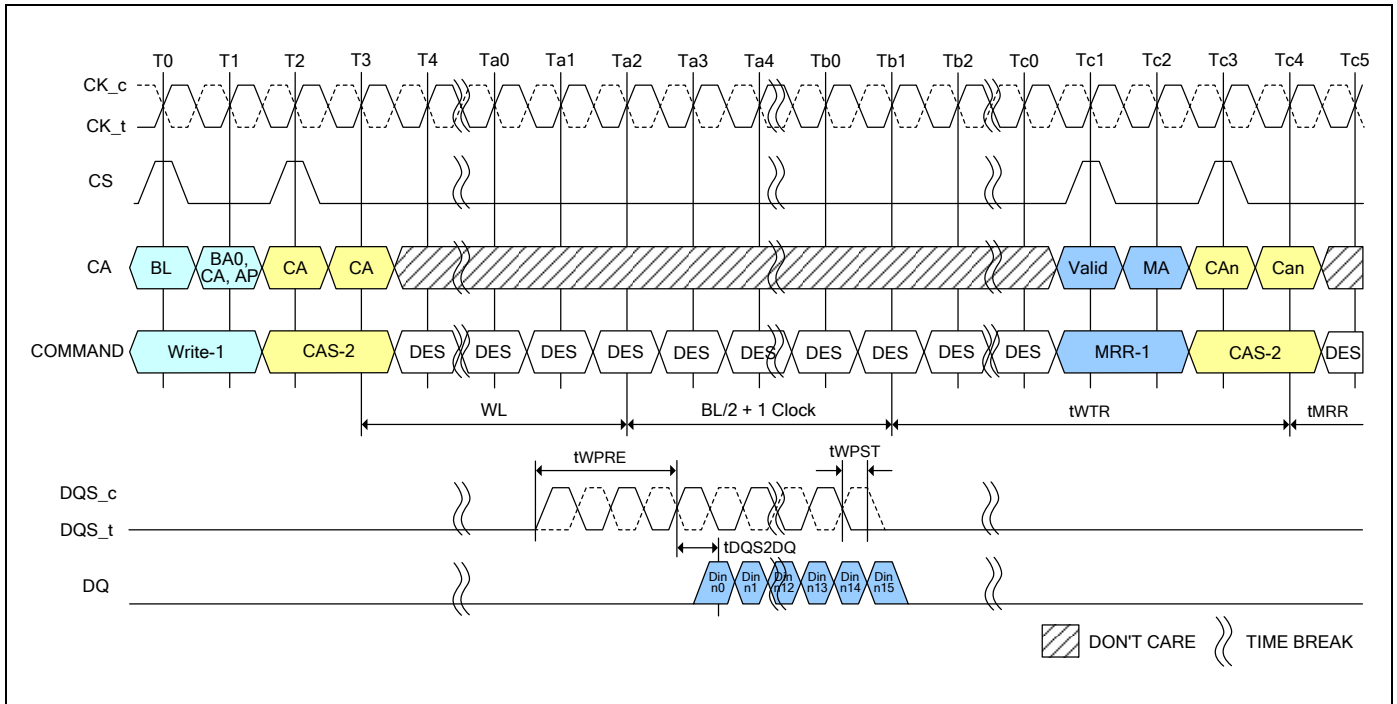 T0 T1 T2 T3 T4 Ta0 Ta1 Ta2 Ta3 Ta4 Tb0 Tb1 Tb2 Tc0 Tc1 Tc2 Tc3 Tc4 Tc5
CK_c
CK_t
CS
CA BL BA0, CA, AP CA CA Valid MA CAn Can
COMMAND Write-1 CAS-2 DES DES DES DES DES DES DES DES DES DES MRR-1 CAS-2 DES
WL BL/2 + 1 Clock tWTR tMRR
tWPRE tWPST
DQS_c
DQS_t
tDQS2DQ
DQ Din n0 Din n1 Din n12 Din n13 Din n14 Din n15
DON'T CARE TIME BREAK